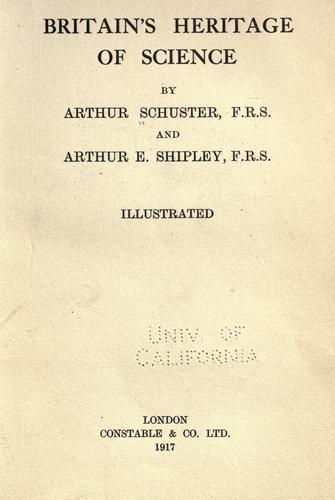 BRITAIN'S HERITAGE
OF SCIENCE
BY
ARTHUR SCHUSTER, F.R.S.
AND
ARTHUR E. SHIPLEY, F.R.S.
ILLUSTRATED
UNIV. OF
CALIFORNIA
LONDON
CONSTABLE & CO. LTD.
1917